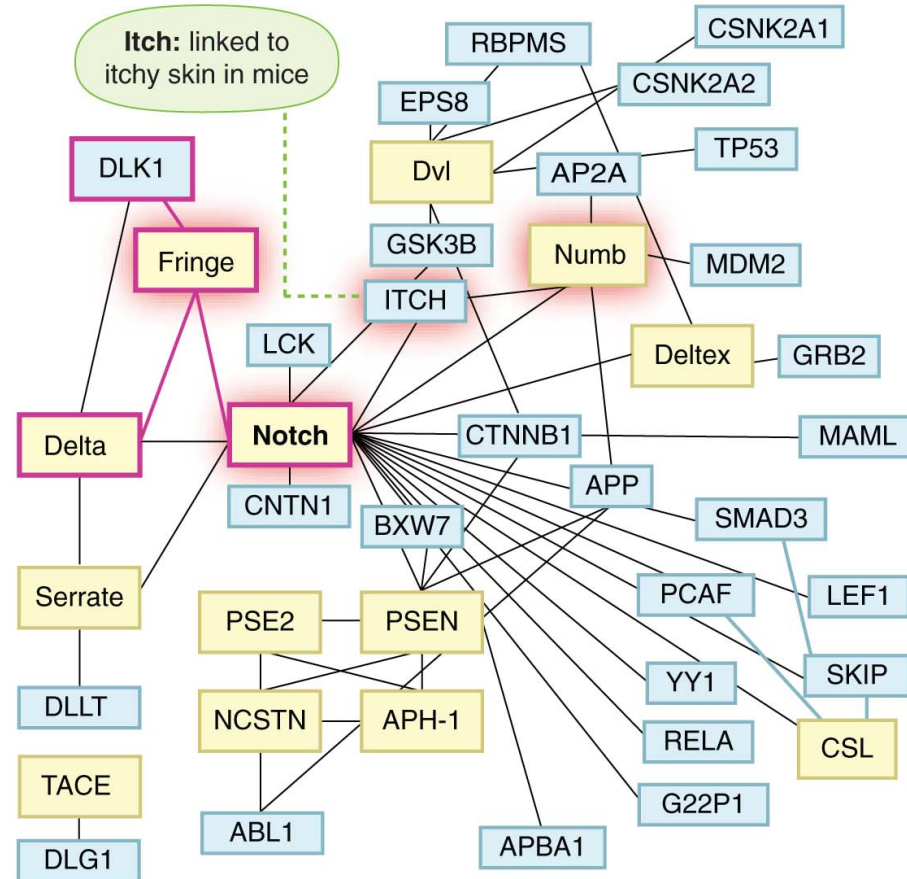 Itch: linked to
itchy skin in mice
RBPMS
CSNK2A1
CSNK2A2
EPS8
TP53
DLK1
Dvl
AP2A
Fringe
GSK3B
Numb
MDM2
ITCH
LCK
Deltex
GRB2
Delta
Notch
CTNNB1
MAML
CNTN1
APP
BXW7
SMAD3
Serrate
PSE2
PSEN
PCAF
LEF1
DLLT
NCSTN
APH-1
YY1
SKIP
RELA
CSL
TACE
G22P1
ABL1
APBA1
DLG1